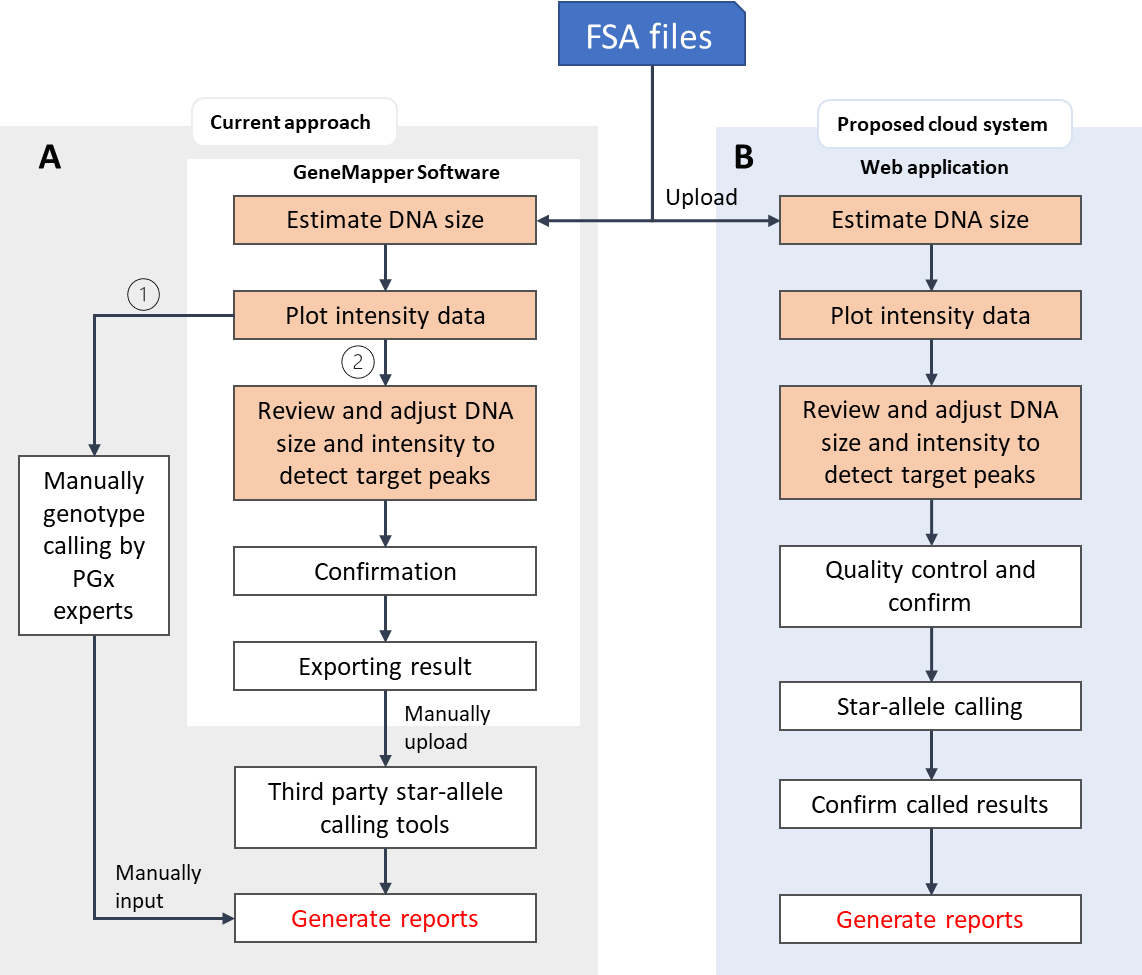 FSA files
Current approach
A
GeneMapper Software
Estimate DNA size
Plot intensity data
1
2
Review and adjust DNA
size and intensity to
detect target peaks
Manually
genotype
calling by
PGx
experts
Confirmation
Exporting result
Manually
upload
Third party star-allele
calling tools
Manually
input
Generate reports
Upload
Proposed cloud system
B
Web application
Estimate DNA size
Plot intensity data
Review and adjust DNA
size and intensity to
detect target peaks
Quality control and
confirm
Star-allele calling
Confirm called results
Generate reports